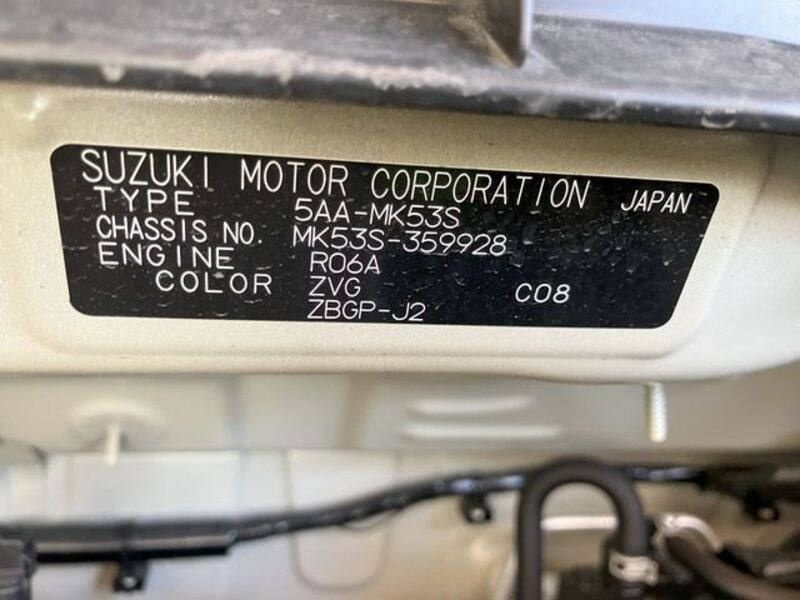 SUZUKI MOTOR CORPORATION JAPAN
TYPE 5AA-MK53S
CHASSIS NO. MK53S-359928
ENGINE R06A
COLOR ZVG C08
ZBGP-J2